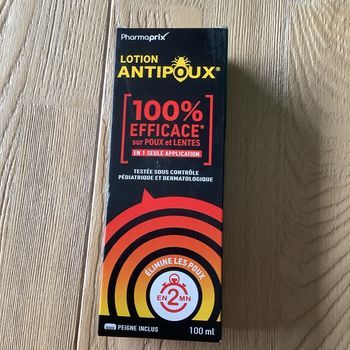 Pharmaprix
LOTION
ANTIPOUX®
100%
EFFICACE*
sur POUX et LENTES
EN 1 SEULE APPLICATION
TESTÉE SOUS CONTRÔLE
PÉDIATRIQUE ET DERMATOLOGIQUE
ÉLIMINE LES POUX
EN 2 MN
PEIGNE INCLUS
100 ml